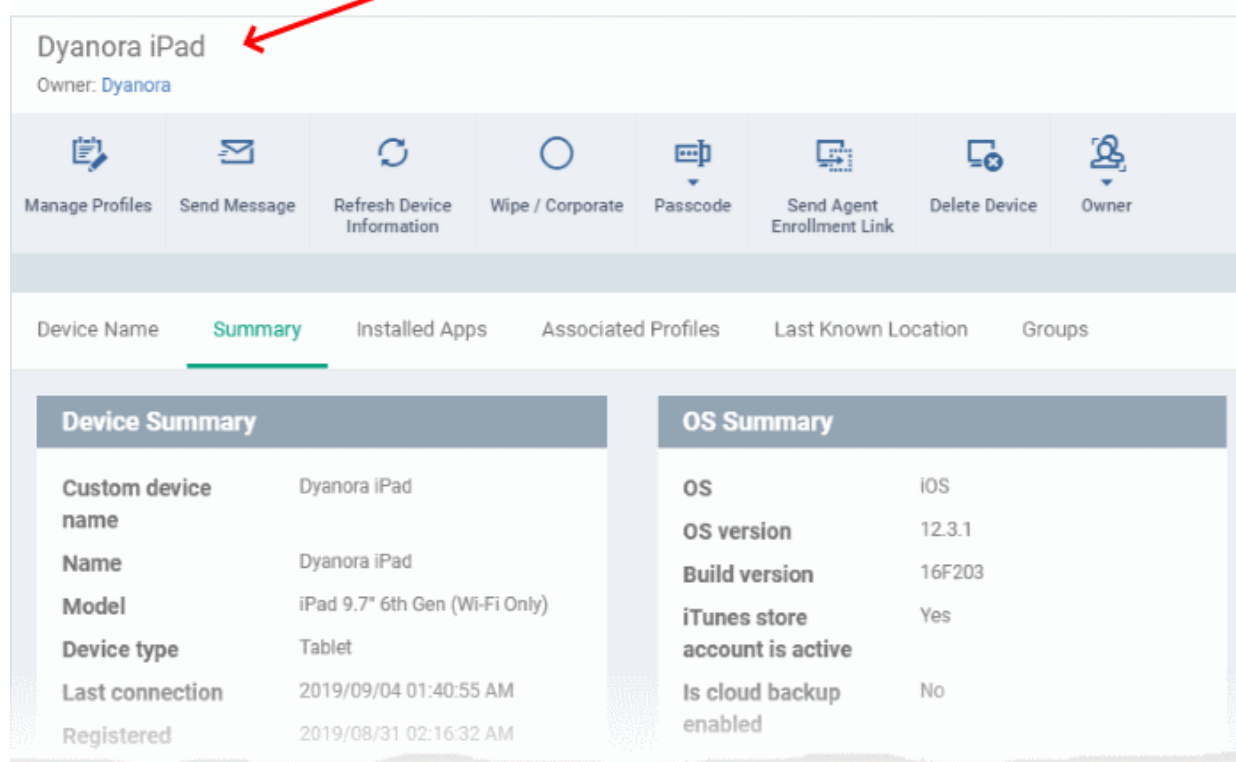 Dyanora iPad
Owner: Dyanora
Manage Profiles
Send Message
Refresh Device
Information
Wipe / Corporate
Passcode
Send Agent
Enrollment Link
Delete Device
Owner
Device Name
Summary
Installed Apps
Associated Profiles
Last Known Location
Groups
Device Summary
Custom device
name
Dyanora iPad
Name
Dyanora iPad
Model
iPad 9.7" 6th Gen (Wi-Fi Only)
Device type
Tablet
Last connection
2019/09/04 01:40:55 AM
Registered
2019/08/31 02:16:32 AM
OS Summary
OS
iOS
OS version
12.3.1
Build version
16F203
iTunes store
account is active
Yes
Is cloud backup
enabled
No